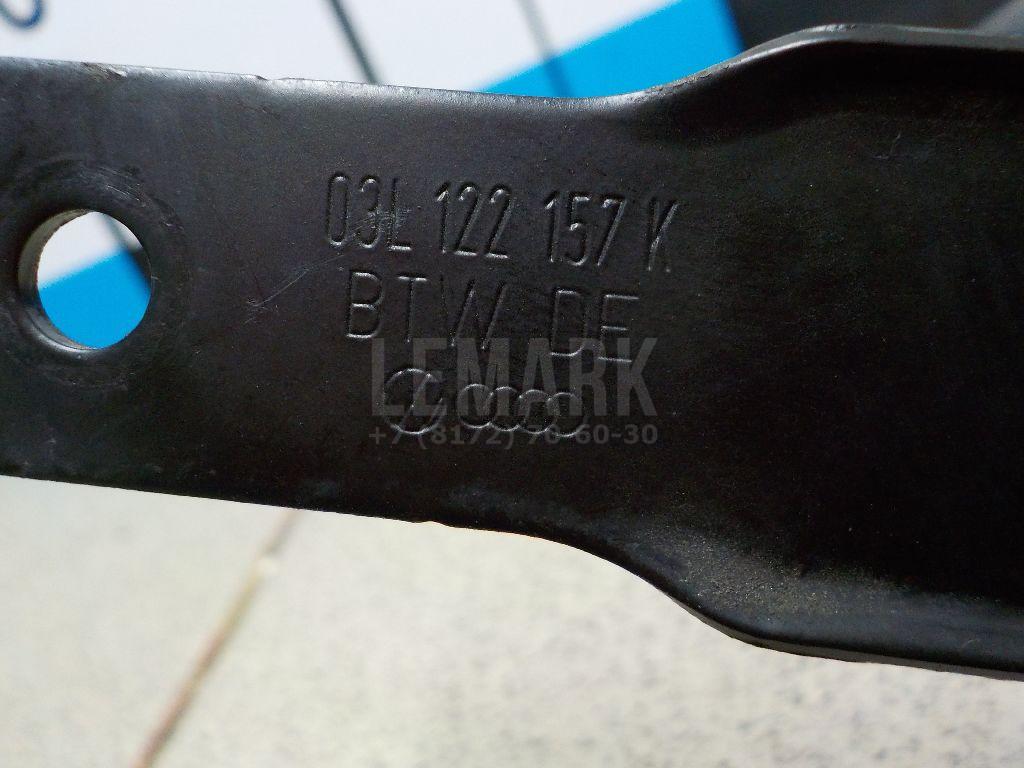 03L 122 157 K
BTW DE
LEMARK
+7 (8172) 70-60-30